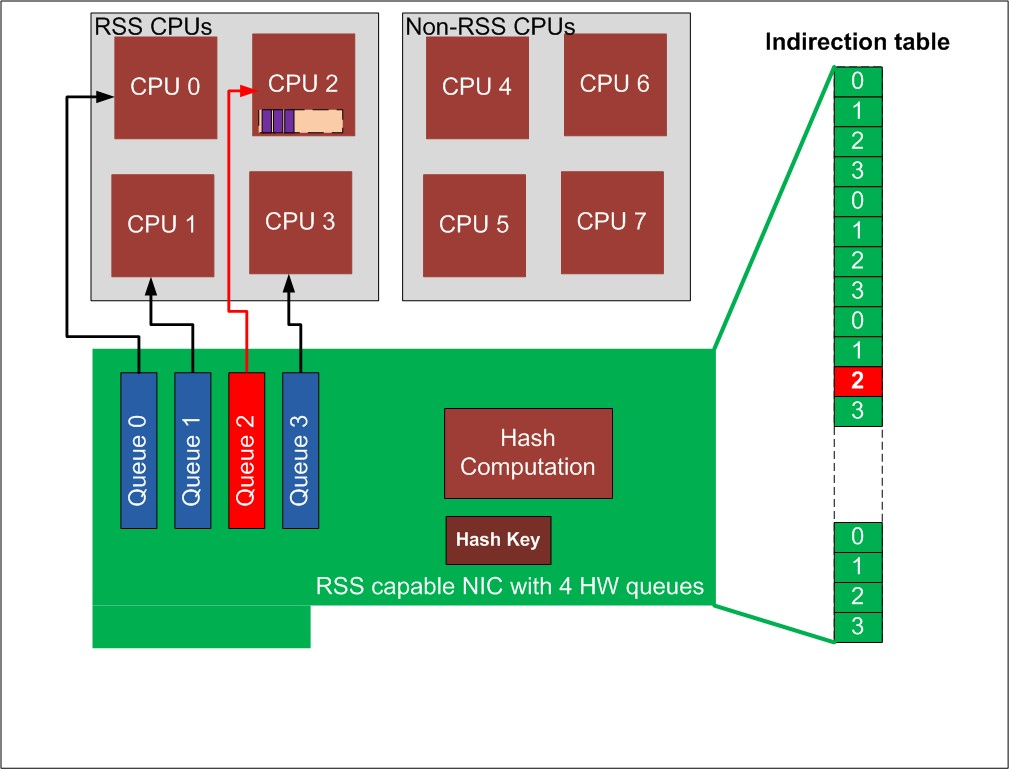 RSS CPUs
CPU 0
CPU 2
CPU 1
CPU 3
Non-RSS CPUs
CPU 4
CPU 6
CPU 5
CPU 7
Indirection table
0
1
2
3
0
1
2
3
0
1
2
3
0
1
2
3
Queue 0
Queue 1
Queue 2
Queue 3
Hash
Computation
Hash Key
RSS capable NIC with 4 HW queues